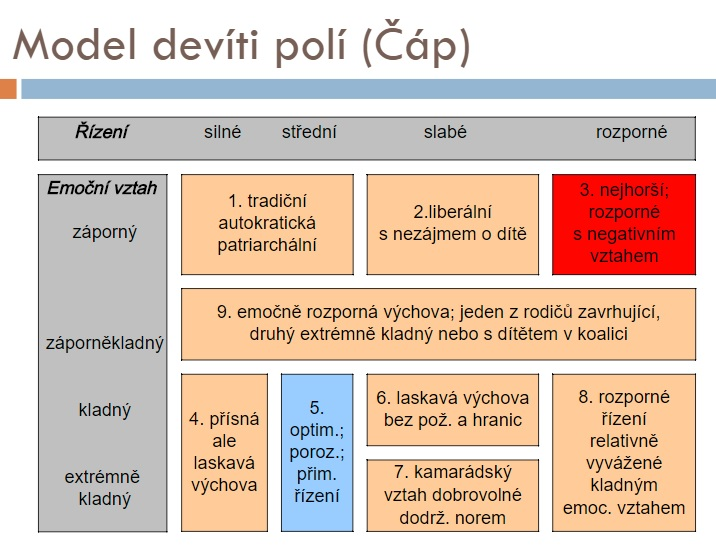 Model devíti polí (Čáp)
Řízení silné střední slabé rozporné
Emoční vztah
záporný
1. tradiční
autokratická
patriarchální
2.liberální
s nezájmem o dítě
3. nejhorší;
rozporné
s negativním
vztahem
záporněkladný
9. emočně rozporná výchova; jeden z rodičů zavrhující,
druhý extrémně kladný nebo s dítětem v koalici
kladný
extrémně
kladný
4. přísná
ale
laskavá
výchova
5.
optim.;
poroz.;
přim.
řízení
6. laskavá výchova
bez pož. a hranic
7. kamarádský
vztah dobrovolné
dodrž. norem
8. rozporné
řízení
relativně
vyvážené
kladným
emoc. vztahem